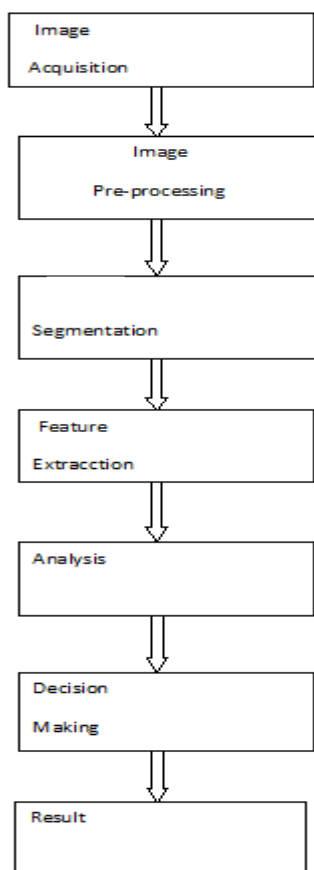 Image
Acquisition
Image
Pre-processing
Segmentation
Feature
Extracction
Analysis
Decision
Making
Result